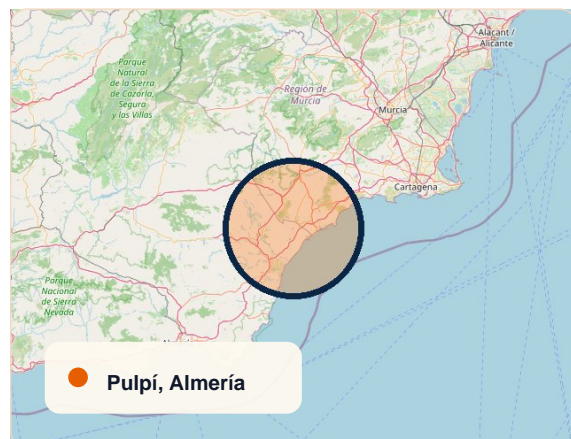 Alacant /
Alicante
Parque
Natural
de la Sierra
de Cazorla,
Segura
y las Villas
Región de
Murcia
Murcia
Cartagena
Parque
Nacional
de Sierra
Nevada
Pulpí, Almería